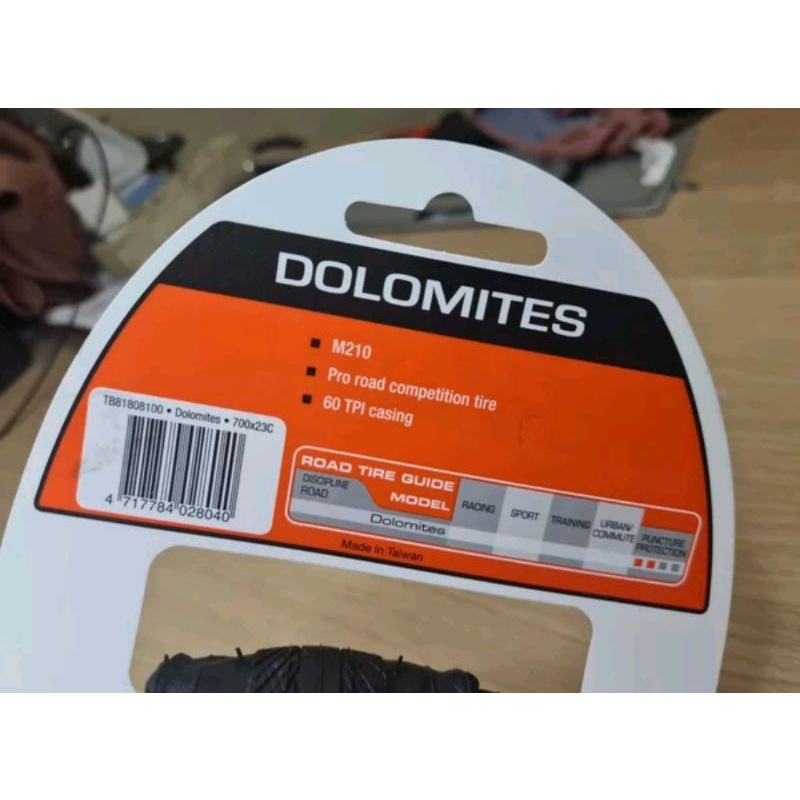 DOLOMITES
M210
Pro road competition tire
60 TPI casing
TB81808100 • Dolomites • 700x23C
4 717784 028040
ROAD TIRE GUIDE
DISCIPLINE
ROAD
MODEL
RACING
SPORT
TRAINING
URBAN/
COMMUTE
PUNCTURE
PROTECTION
Dolomites
Made in Taiwan